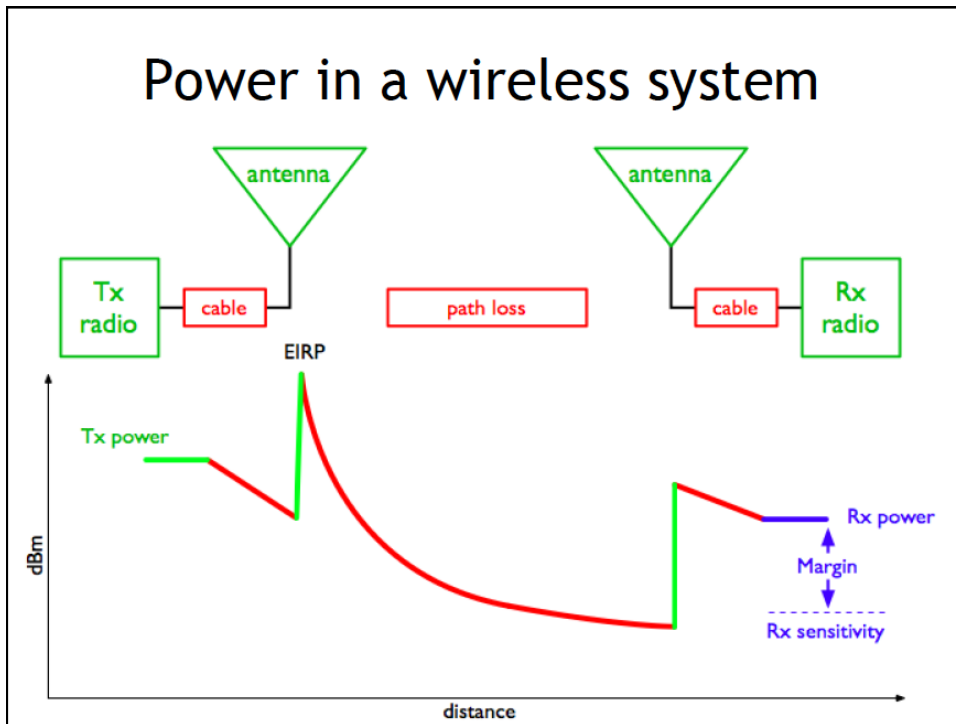 Power in a wireless system
antenna
antenna
Tx
radio
cable
path loss
cable
Rx
radio
EIRP
Tx power
Rx power
Margin
Rx sensitivity
dBm
distance